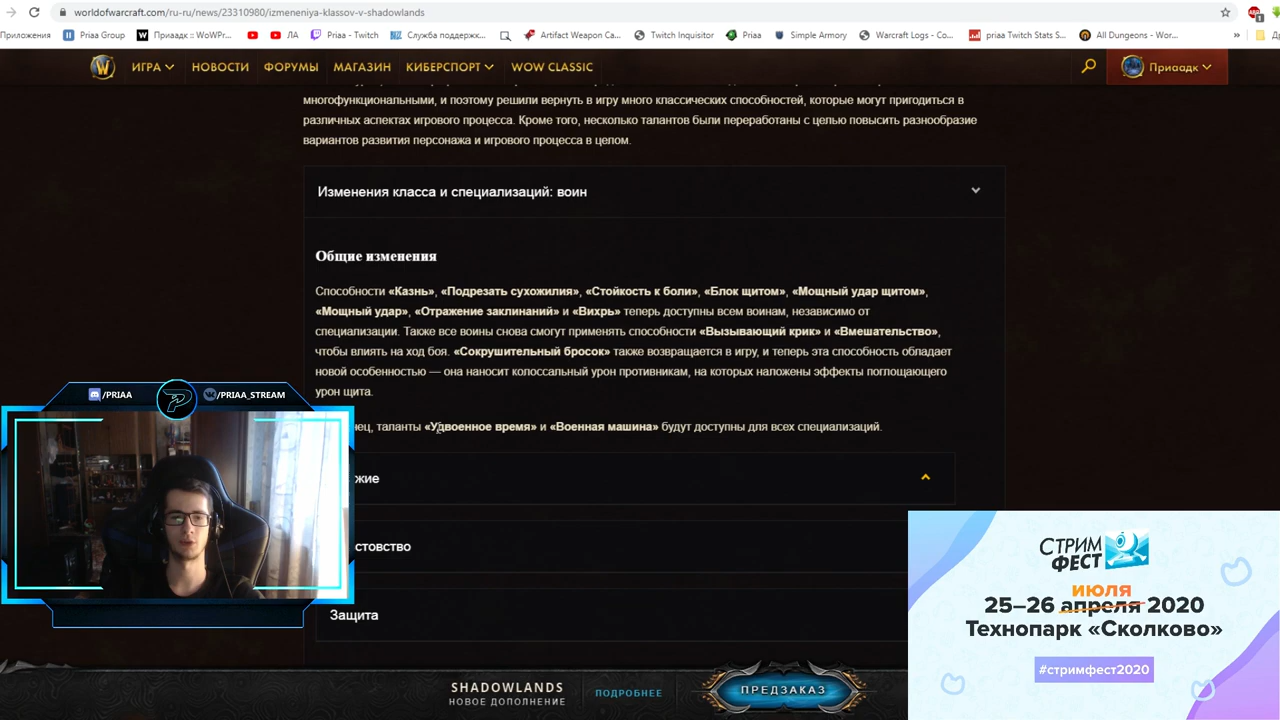 worldofwarcraft.com/ru-ru/news/23310980/izmeneniya-klassov-v-shadowlands
Приложения
Priaa Group
Приаадк :: WoWPr...
ЛА
Priaa - Twitch
Служба поддержк...
Artifact Weapon Ca...
Twitch Inquisitor
Priaa
Simple Armory
Warcraft Logs - Co...
priaa Twitch Stats S...
All Dungeons - Wor...
»
ИГРА
НОВОСТИ
ФОРУМЫ
МАГАЗИН
КИБЕРСПОРТ
WOW CLASSIC
Приаадк
многофункциональными, и поэтому решили вернуть в игру много классических способностей, которые могут пригодиться в
различных аспектах игрового процесса. Кроме того, несколько талантов были переработаны с целью повысить разнообразие
вариантов развития персонажа и игрового процесса в целом.
Изменения класса и специализаций: воин
Общие изменения
Способности «Казнь», «Подрезать сухожилия», «Стойкость к боли», «Блок щитом», «Мощный удар щитом»,
«Мощный удар», «Отражение заклинаний» и «Вихрь» теперь доступны всем воинам, независимо от
специализации. Также все воины снова смогут применять способности «Вызывающий крик» и «Вмешательство»,
чтобы влиять на ход боя. «Сокрушительный бросок» также возвращается в игру, и теперь эта способность обладает
новой особенностью — она наносит колоссальный урон противникам, на которых наложены эффекты поглощающего
урон щита.
нец, таланты «Удвоенное время» и «Военная машина» будут доступны для всех специализаций.
жие
стовство
Защита
/PRIAA
/PRIAA_STREAM
SHADOWLANDS
НОВОЕ ДОПОЛНЕНИЕ
ПОДРОБНЕЕ
ПРЕДЗАКАЗ
СТРИМ
ФЕСТ
июля
25–26 апреля 2020
Технопарк «Сколково»
#стримфест2020